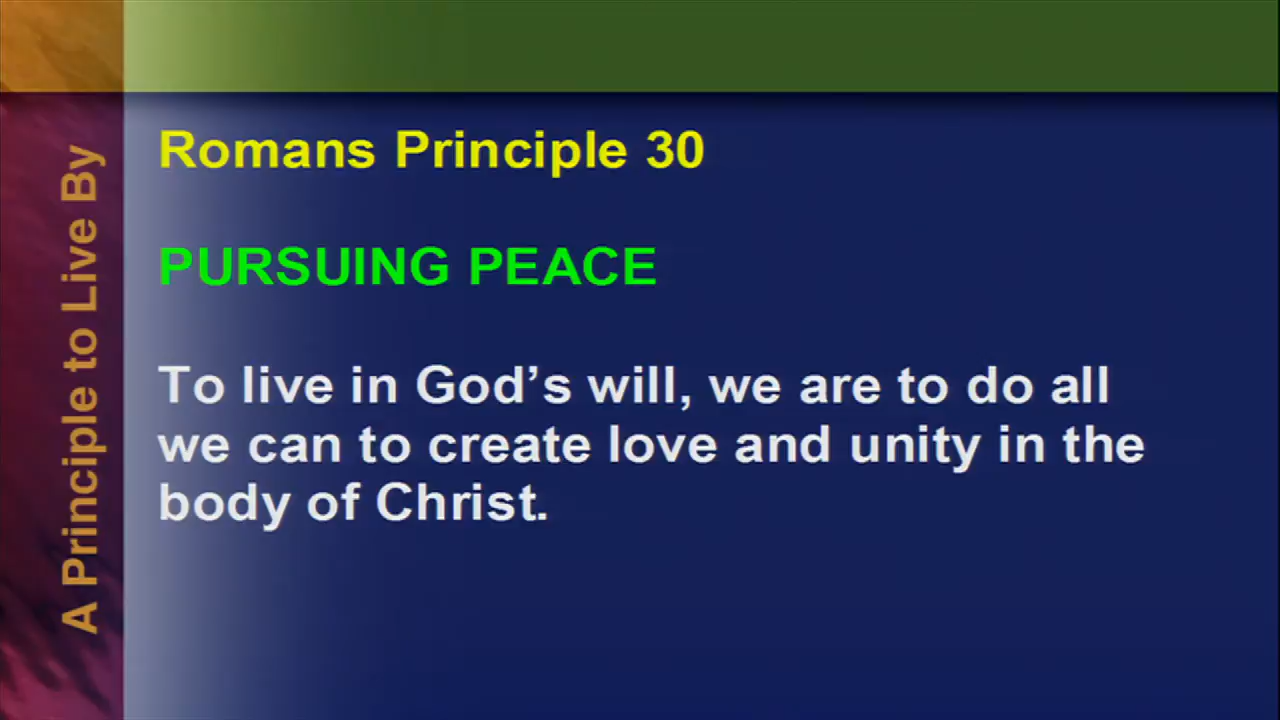 A Principle to Live By
Romans Principle 30
PURSUING PEACE
To live in God’s will, we are to do all
we can to create love and unity in the
body of Christ.